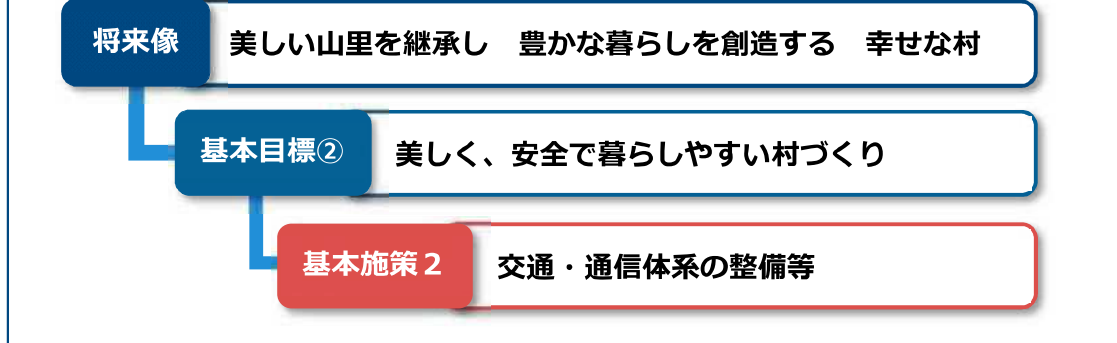 将来像 美しい山里を継承し　豊かな暮らしを創造する　幸せな村
基本目標② 美しく、安全で暮らしやすい村づくり
基本施策２ 交通・通信体系の整備等